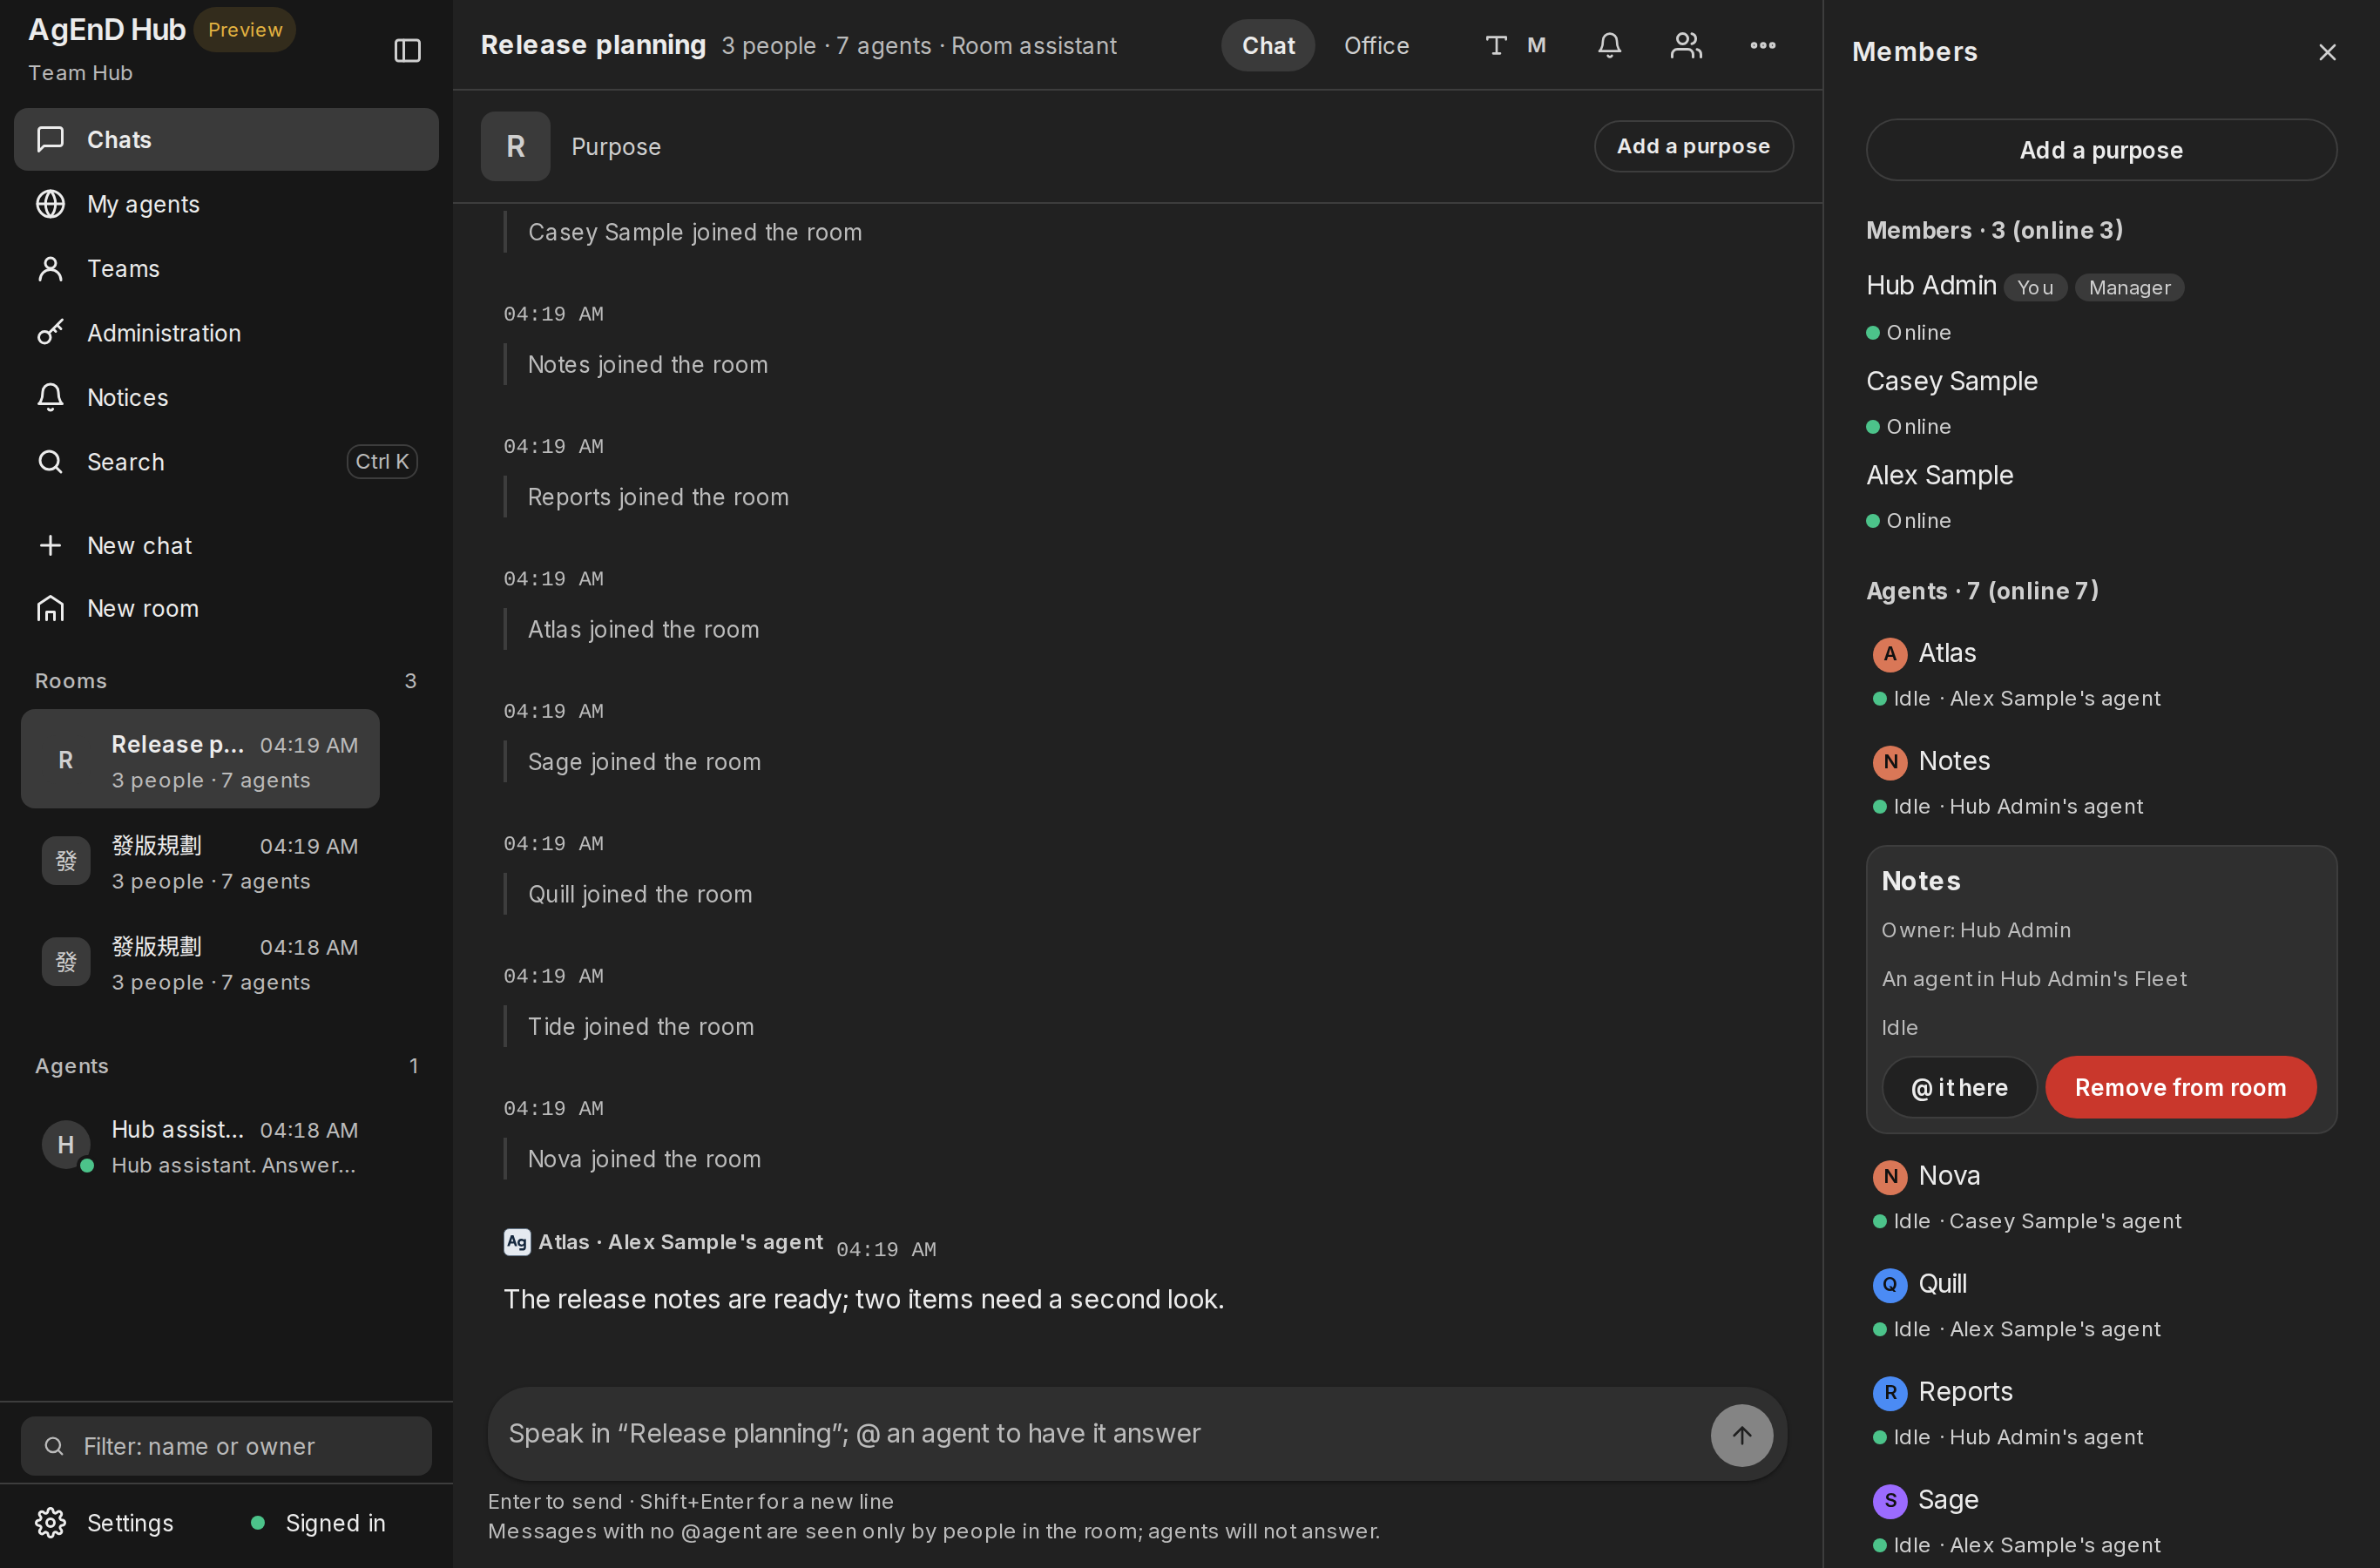 AgEnD Hub Preview
Team Hub
Chats
My agents
Teams
Administration
Notices
Search Ctrl K
New chat
New room
Rooms 3
R Release p... 04:19 AM
3 people · 7 agents
發 發版規劃 04:19 AM
3 people · 7 agents
發 發版規劃 04:18 AM
3 people · 7 agents
Agents 1
H Hub assist... 04:18 AM
Hub assistant. Answer...
Filter: name or owner
Settings Signed in
Release planning 3 people · 7 agents · Room assistant Chat Office T M
R Purpose Add a purpose
Casey Sample joined the room
04:19 AM
Notes joined the room
04:19 AM
Reports joined the room
04:19 AM
Atlas joined the room
04:19 AM
Sage joined the room
04:19 AM
Quill joined the room
04:19 AM
Tide joined the room
04:19 AM
Nova joined the room
Ag Atlas · Alex Sample's agent 04:19 AM
The release notes are ready; two items need a second look.
Speak in “Release planning”; @ an agent to have it answer
Enter to send · Shift+Enter for a new line
Messages with no @agent are seen only by people in the room; agents will not answer.
Members
Add a purpose
Members · 3 (online 3)
Hub Admin You Manager
Online
Casey Sample
Online
Alex Sample
Online
Agents · 7 (online 7)
A Atlas
Idle · Alex Sample's agent
N Notes
Idle · Hub Admin's agent
Notes
Owner: Hub Admin
An agent in Hub Admin's Fleet
Idle
@ it here Remove from room
N Nova
Idle · Casey Sample's agent
Q Quill
Idle · Alex Sample's agent
R Reports
Idle · Hub Admin's agent
S Sage
Idle · Alex Sample's agent